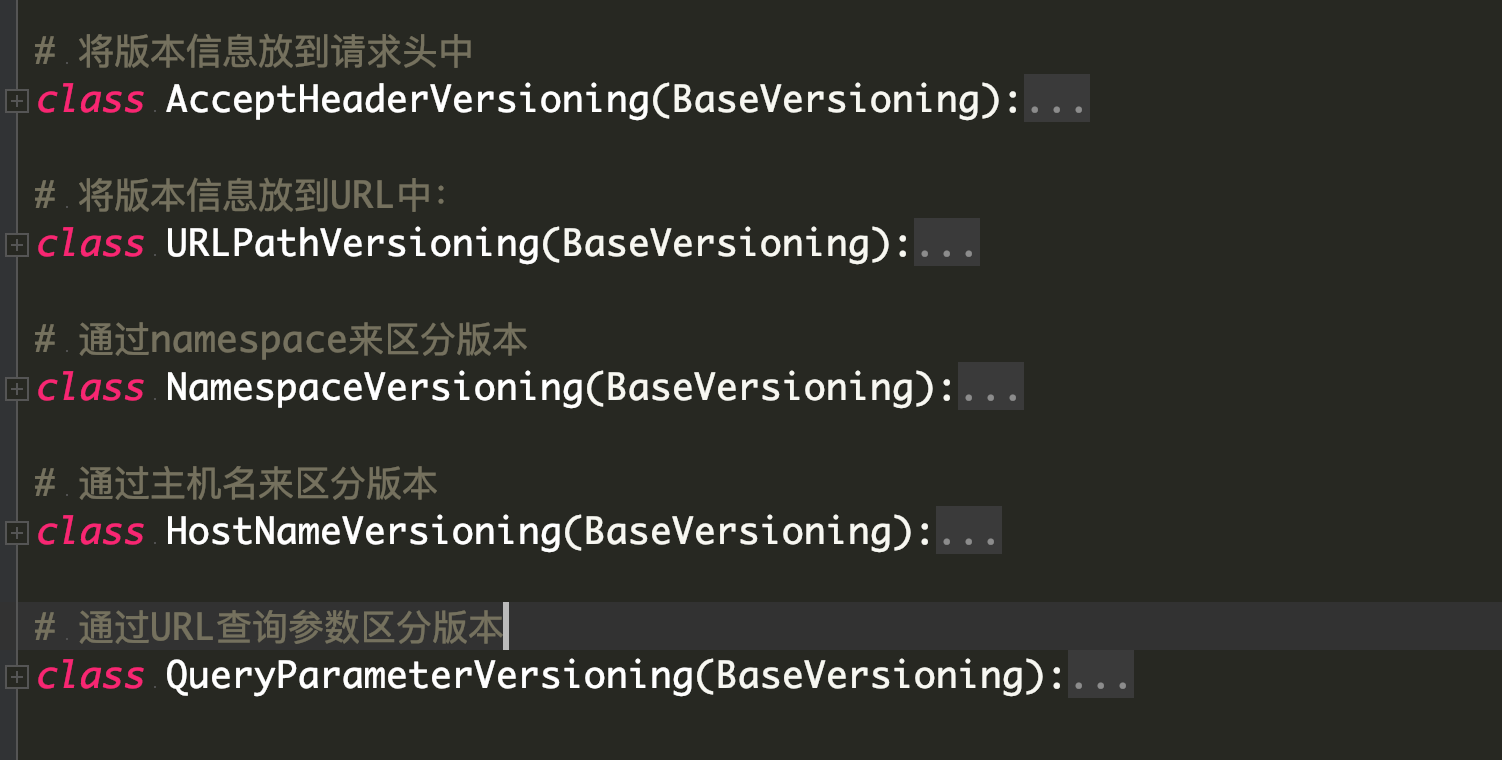 # 将版本信息放到请求头中
class AcceptHeaderVersioning(BaseVersioning):...
# 将版本信息放到URL中:
class URLPathVersioning(BaseVersioning):...
# 通过namespace来区分版本
class NamespaceVersioning(BaseVersioning):...
# 通过主机名来区分版本
class HostNameVersioning(BaseVersioning):...
# 通过URL查询参数区分版本
class QueryParameterVersioning(BaseVersioning):...